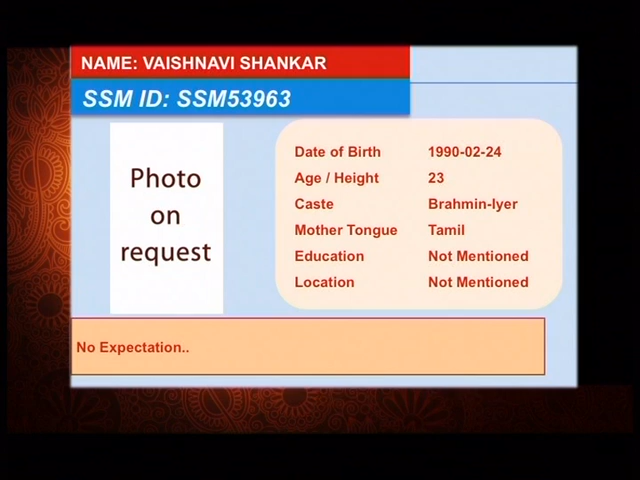 NAME: VAISHNAVI SHANKAR
SSM ID: SSM53963
Photo
on
request
Date of Birth 1990-02-24
Age / Height 23
Caste Brahmin-Iyer
Mother Tongue Tamil
Education Not Mentioned
Location Not Mentioned
No Expectation..